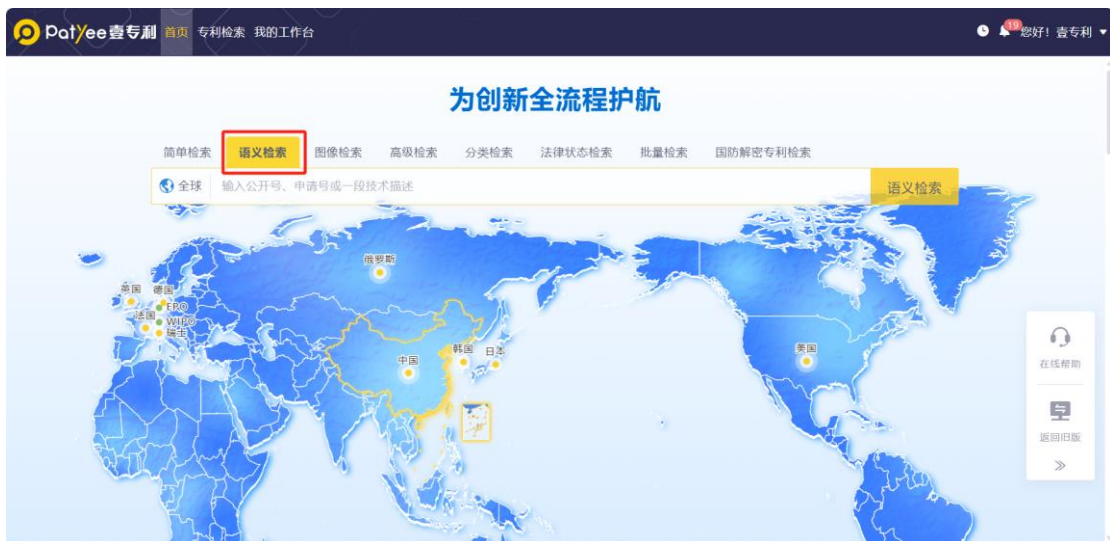 Patyee壹专利 首页 专利检索 我的工作台 19 您好！壹专利
为创新全流程护航
简单检索 语义检索 图像检索 高级检索 分类检索 法律状态检索 批量检索 国防解密专利检索
全球 输入公开号、申请号或一段技术描述 语义检索
俄罗斯
英国 德国
EPO
法国 WIPO
瑞士
中国 韩国 日本 美国
在线帮助
返回旧版